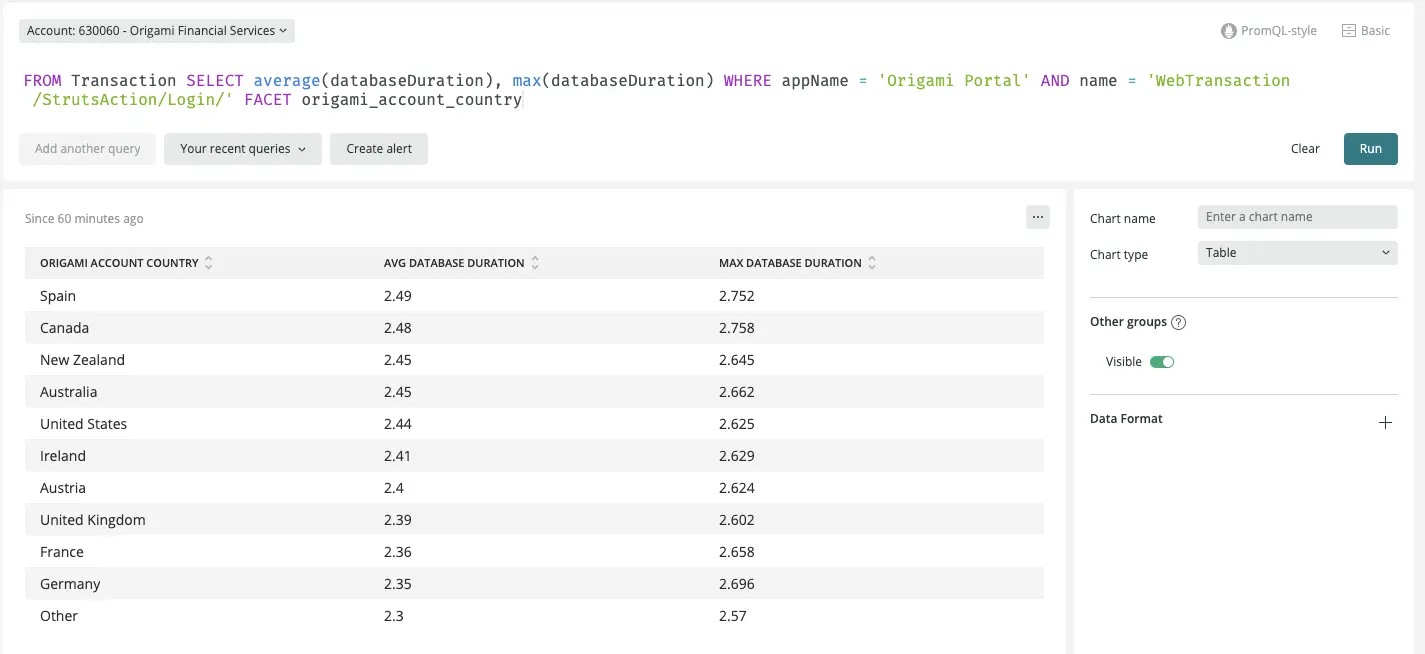 Account: 630060 - Origami Financial Services
PromQL-style
Basic
FROM Transaction SELECT average(databaseDuration), max(databaseDuration) WHERE appName = 'Origami Portal' AND name = 'WebTransaction
/StrutsAction/Login/' FACET origami_account_country
Add another query
Your recent queries
Create alert
Clear
Run
Since 60 minutes ago
...
ORIGAMI ACCOUNT COUNTRY AVG DATABASE DURATION MAX DATABASE DURATION
Spain 2.49 2.752
Canada 2.48 2.758
New Zealand 2.45 2.645
Australia 2.45 2.662
United States 2.44 2.625
Ireland 2.41 2.629
Austria 2.4 2.624
United Kingdom 2.39 2.602
France 2.36 2.658
Germany 2.35 2.696
Other 2.3 2.57
Chart name Enter a chart name
Chart type Table
Other groups ?
Visible
Data Format +